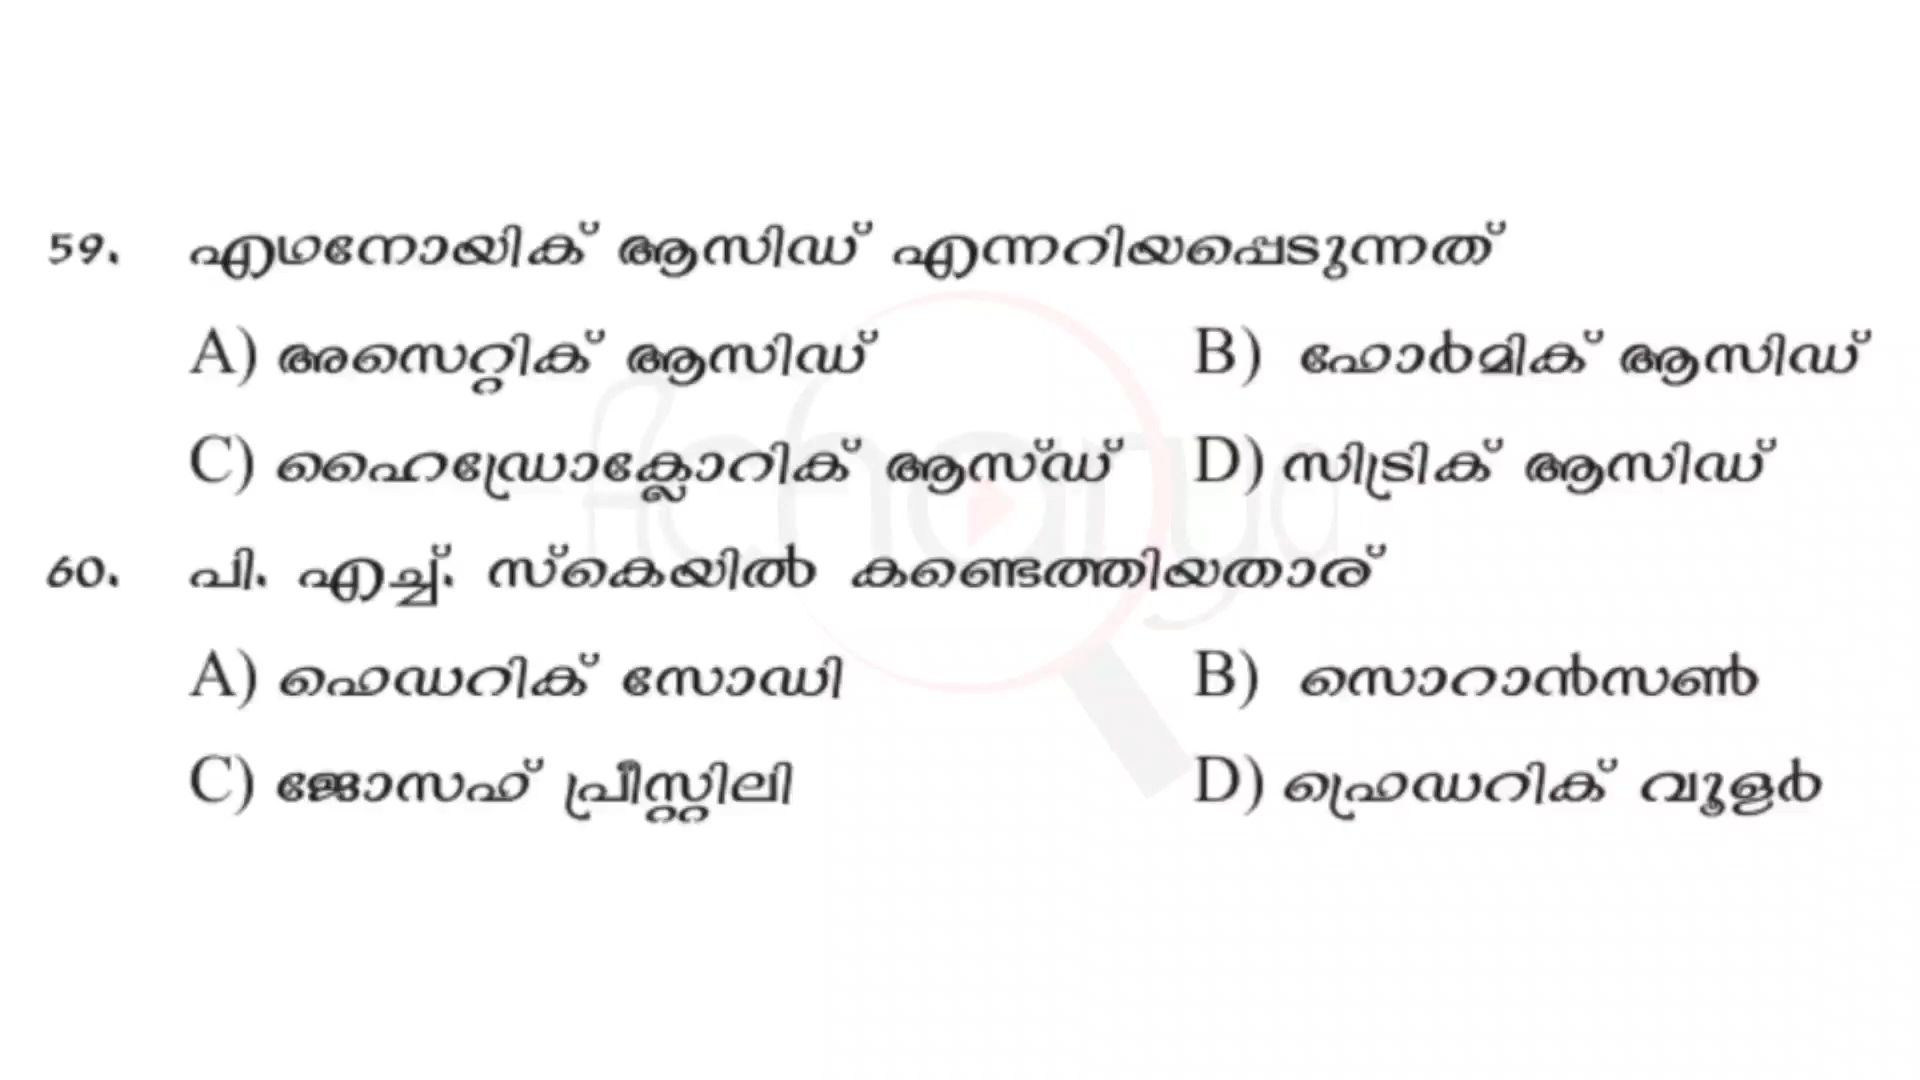 59. എഥനോയിക് ആസിഡ് എന്നറിയപ്പെടുന്നത്
A) അസെറ്റിക് ആസിഡ് B) ഫോർമിക് ആസിഡ്
C) ഹൈഡ്രോക്ലോറിക് ആസ്ഡ് D) സിട്രിക് ആസിഡ്
60. പി. എച്ച്. സ്കെയിൽ കണ്ടെത്തിയതാര്
A) ഫെഡറിക് സോഡി B) സൊറാൻസൺ
C) ജോസഫ് പ്രീസ്റ്റിലി D) ഫ്രെഡറിക് വൂളർ
Acharya